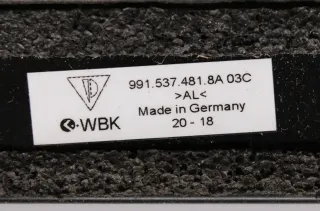 991.537.481.8A 03C
>AL<
Made in Germany
WBK
20 - 18